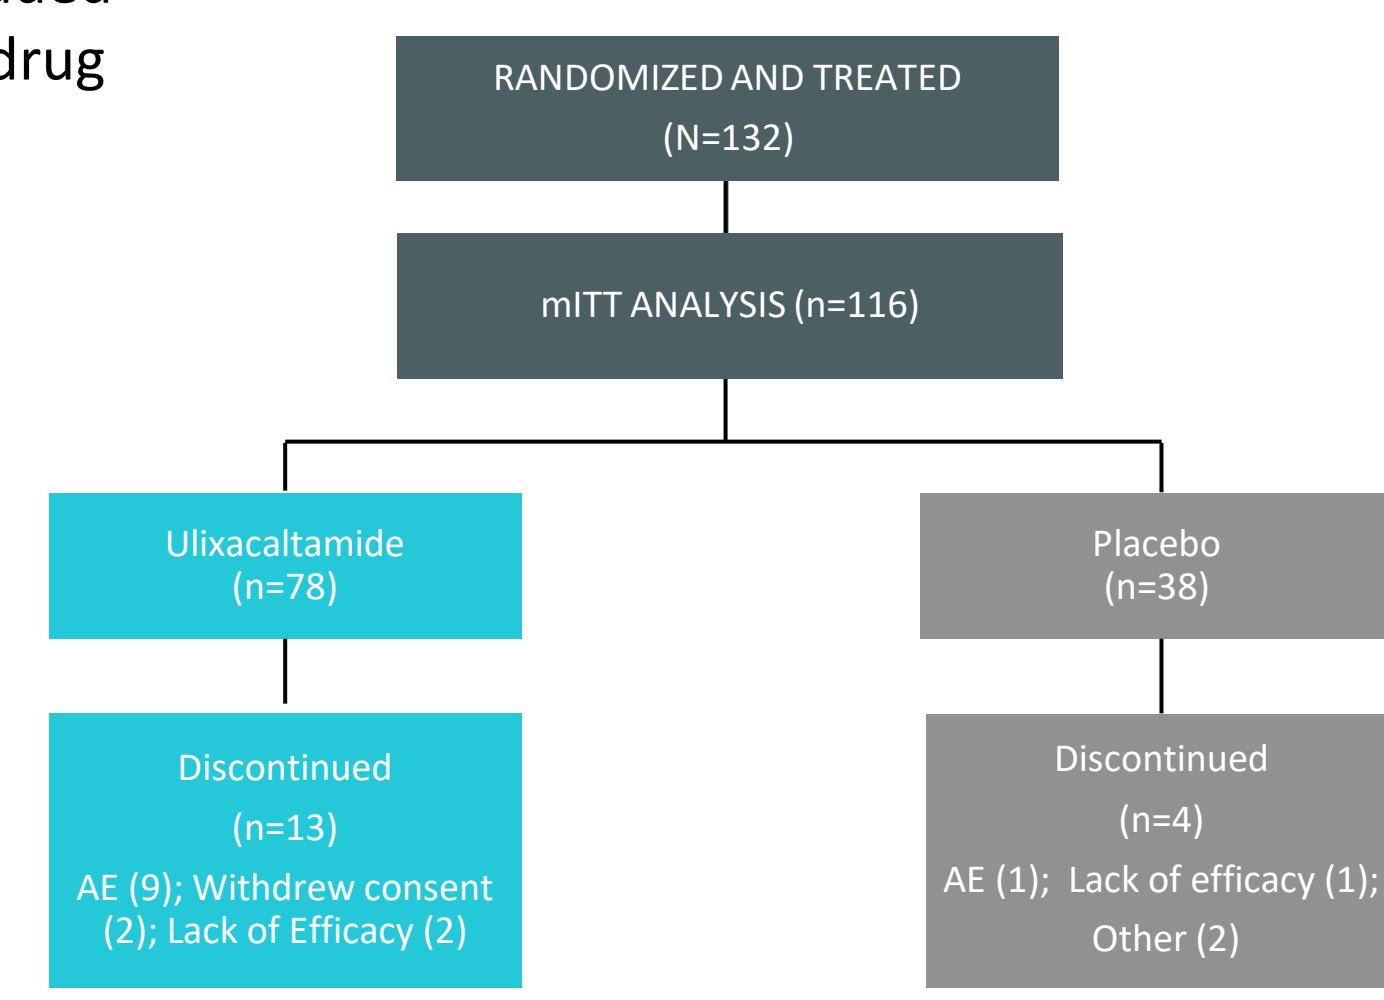 drug
RANDOMIZED AND TREATED
(N=132)
mITT ANALYSIS (n=116)
Ulixacaltamide
(n=78)
Placebo
(n=38)
Discontinued
(n=13)
AE (9); Withdrew consent
(2); Lack of Efficacy (2)
Discontinued
(n=4)
AE (1); Lack of efficacy (1);
Other (2)